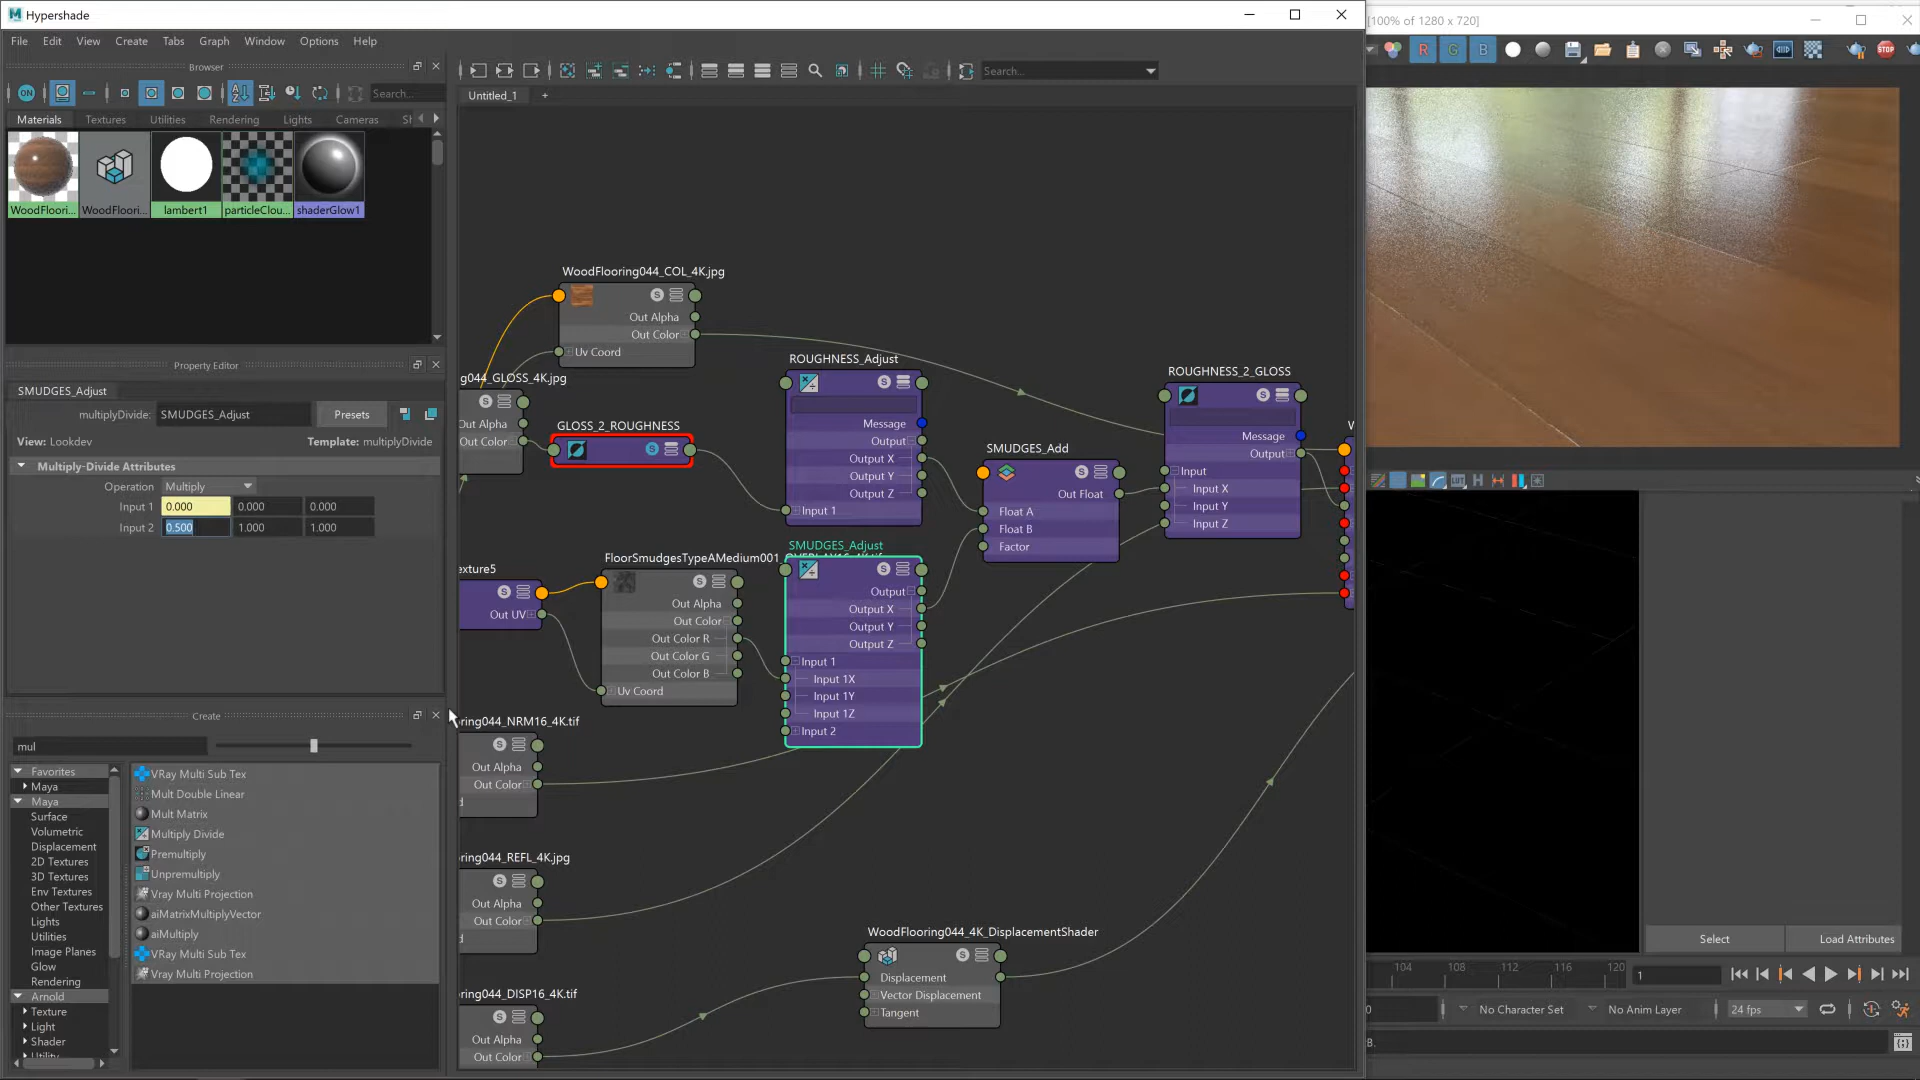 Hypershade
[100% of 1280 x 720]
File Edit View Create Tabs Graph Window Options Help
Browser
ON
Search...
Search...
R G B
STOP
Untitled_1 +
Materials Textures Utilities Rendering Lights Cameras
WoodFloori... WoodFloori... lambert1 particleClou... shaderGlow1
Property Editor
SMUDGES_Adjust
multiplyDivide: SMUDGES_Adjust Presets
View: Lookdev Template: multiplyDivide
Multiply-Divide Attributes
Operation Multiply
Input 1 0.000 0.000 0.000
Input 2 0.500 1.000 1.000
Create
mul
Favorites
Maya
Maya
Surface
Volumetric
Displacement
2D Textures
3D Textures
Env Textures
Other Textures
Lights
Utilities
Image Planes
Glow
Rendering
Arnold
Texture
Light
Shader
Utility
VRay Multi Sub Tex
Mult Double Linear
Mult Matrix
Multiply Divide
Premultiply
Unpremultiply
Vray Multi Projection
aiMatrixMultiplyVector
aiMultiply
VRay Multi Sub Tex
Vray Multi Projection
WoodFlooring044_COL_4K.jpg
S
Out Alpha
Out Color
Uv Coord
g044_GLOSS_4K.jpg
S
Out Alpha
Out Color
GLOSS_2_ROUGHNESS
S
ROUGHNESS_Adjust
S
Message
Output
Output X
Output Y
Output Z
Input 1
SMUDGES_Add
S
Out Float
Float A
Float B
Factor
ROUGHNESS_2_GLOSS
S
Message
Output
Input
Input X
Input Y
Input Z
W
exture5
S
Out UV
FloorSmudgesTypeAMedium001
S
Out Alpha
Out Color
Out Color R
Out Color G
Out Color B
Uv Coord
SMUDGES_Adjust
S
Output
Output X
Output Y
Output Z
Input 1
Input 1X
Input 1Y
Input 1Z
Input 2
ring044_NRM16_4K.tif
S
Out Alpha
Out Color
ring044_REFL_4K.jpg
S
Out Alpha
Out Color
ring044_DISP16_4K.tif
S
Out Alpha
Out Color
WoodFlooring044_4K_DisplacementShader
S
Displacement
Vector Displacement
Tangent
H
Select Load Attributes
104 108 112 116 120
1
0 No Character Set No Anim Layer 24 fps
B.